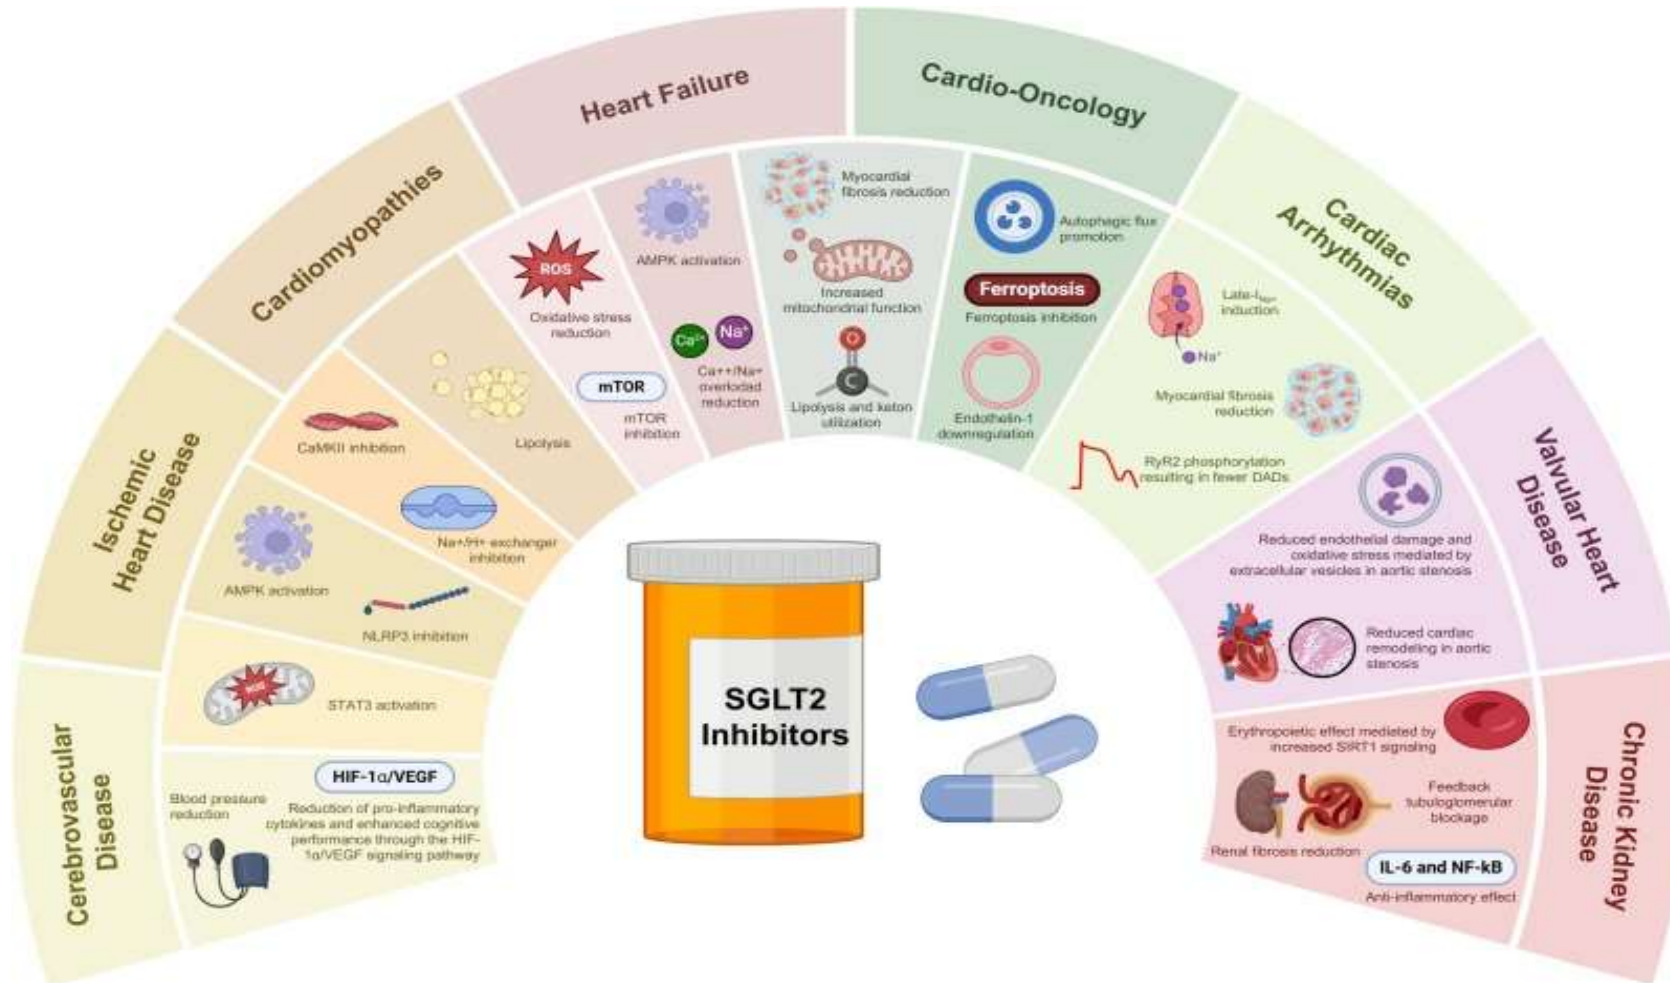 Cerebrovascular
Disease
Blood pressure
reduction
HIF-1α/VEGF
Reduction of pro-inflammatory
cytokines and enhanced cognitive
performance through the HIF-
1α/VEGF signaling pathway
Ischemic
Heart Disease
ROS
STAT3 activation
AMPK activation
NLRP3 inhibition
Cardiomyopathies
CaMKII inhibition
Na+/H+ exchanger
inhibition
Lipolysis
Heart Failure
ROS
Oxidative stress
reduction
mTOR
mTOR
inhibition
AMPK activation
Ca²⁺
Na⁺
Ca++/Na+
overlodad
reduction
Myocardial
fibrosis reduction
Increased
mitochondrial function
O
C
Lipolysis and keton
utilization
Cardio-Oncology
Autophagic flux
promotion
Ferroptosis
Ferroptosis inhibition
Endothelin-1
downregulation
Cardiac
Arrhythmias
Late-I
induction
Na⁺
Myocardial fibrosis
reduction
RyR2 phosphorylation
resulting in fewer DADs
Valvular Heart
Disease
Reduced endothelial damage and
oxidative stress mediated by
extracellular vesicles in aortic stenosis
Reduced cardiac
remodeling in aortic
stenosis
Chronic Kidney
Disease
Erythropoietic effect mediated by
increased SIRT1 signaling
Feedback
tubuloglomerular
blockage
Renal fibrosis reduction
IL-6 and NF-kB
Anti-inflammatory effect
SGLT2
Inhibitors